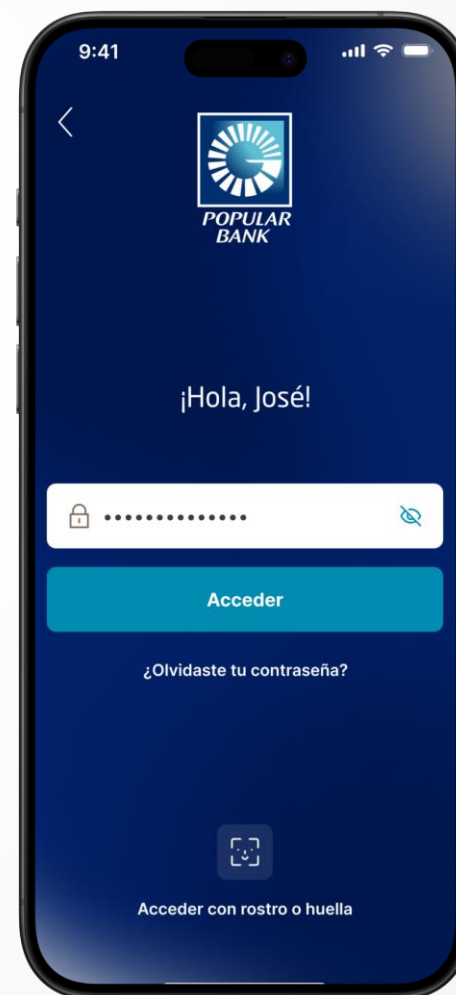 9:41
POPULAR
BANK
¡Hola, José!
••••••••••••••
Acceder
¿Olvidaste tu contraseña?
Acceder con rostro o huella